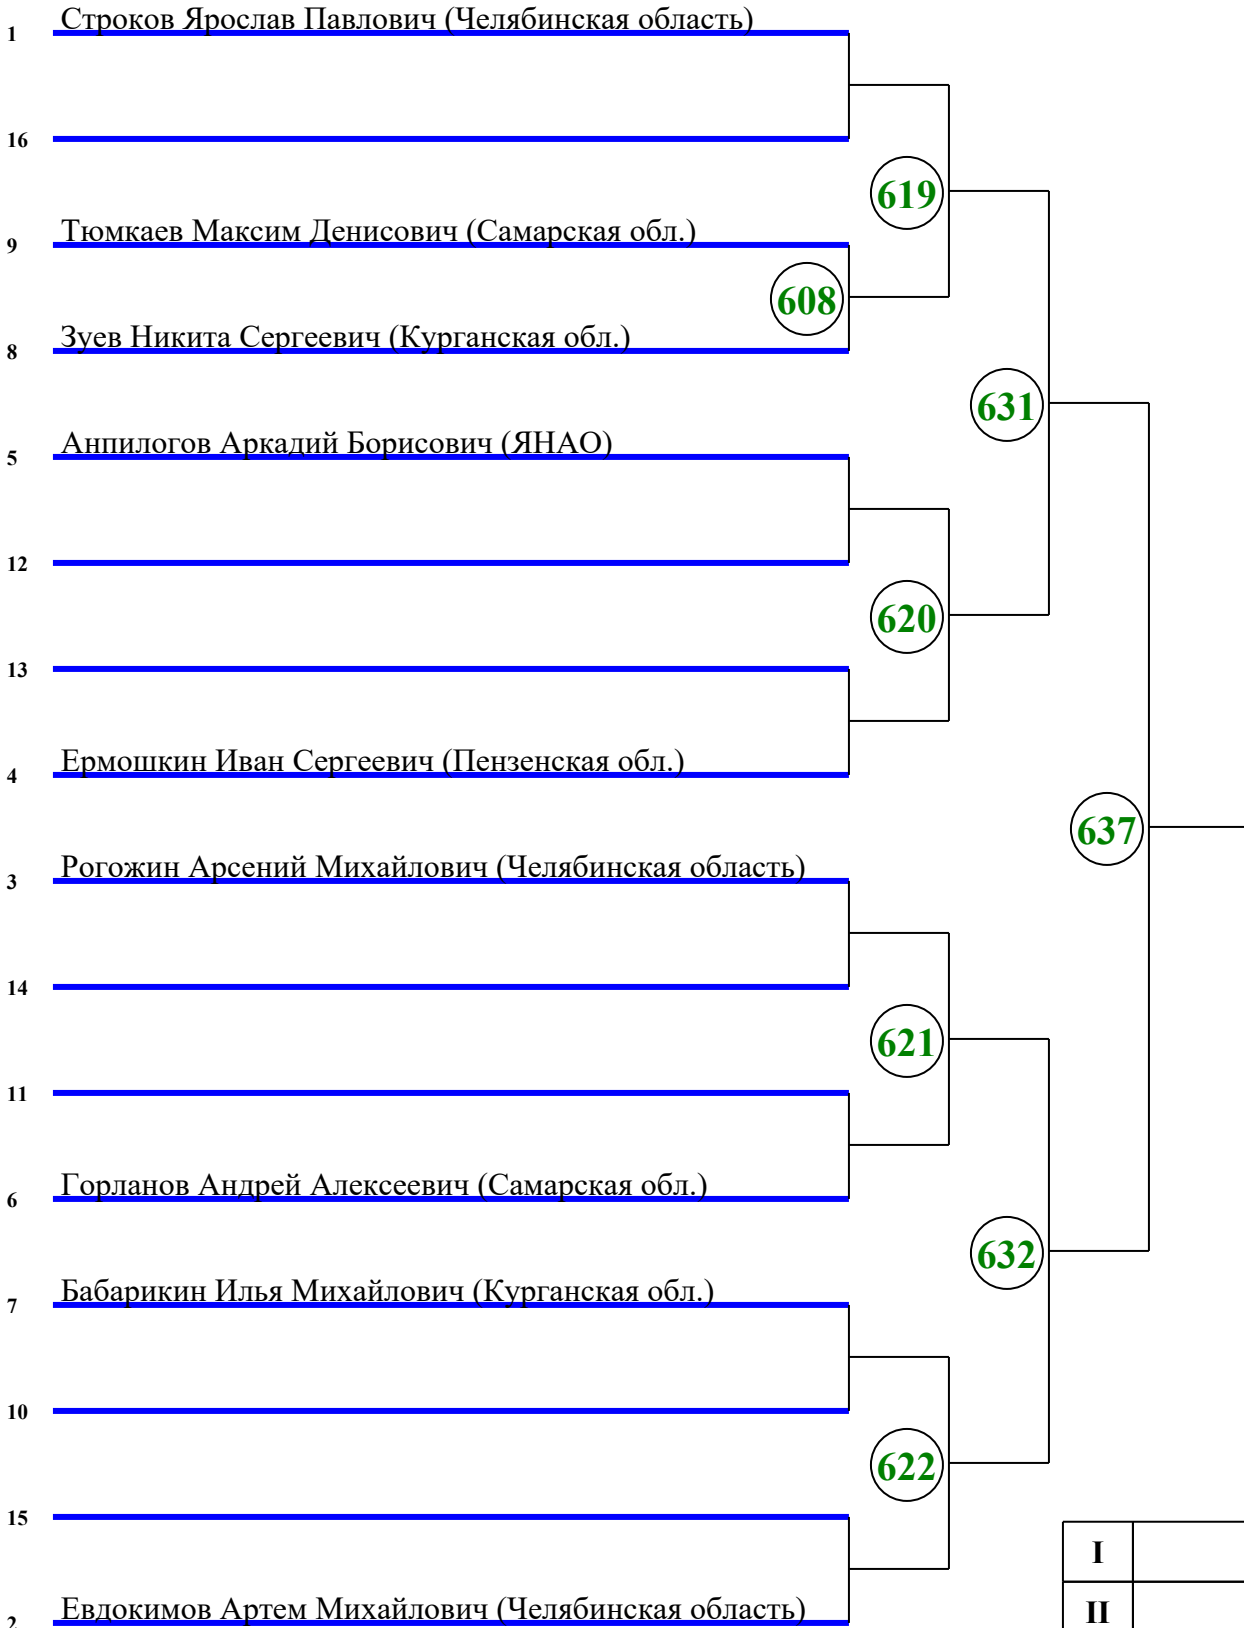 1 Строков Ярослав Павлович (Челябинская область)
16
619
9 Тюмкаев Максим Денисович (Самарская обл.)
608
8 Зуев Никита Сергеевич (Курганская обл.)
631
5 Анпилогов Аркадий Борисович (ЯНАО)
12
620
13
4 Ермошкин Иван Сергеевич (Пензенская обл.)
637
3 Рогожин Арсений Михайлович (Челябинская область)
14
621
11
6 Горланов Андрей Алексеевич (Самарская обл.)
632
7 Бабарикин Илья Михайлович (Курганская обл.)
10
622
15
I
2 Евдокимов Артем Михайлович (Челябинская область)
II